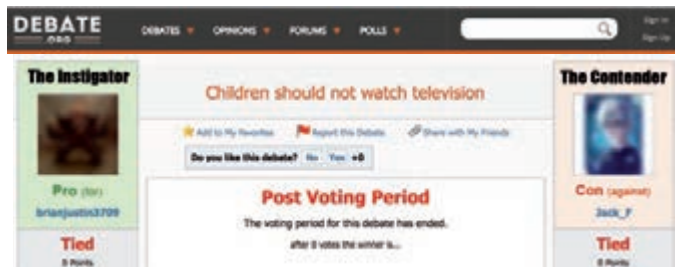 DEBATE
.ORG
DEBATES OPINIONS FORUMS POLLS
Sign In
Sign Up
The Instigator
Children should not watch television
The Contender
Add to My Favorites Report this Debate Share with My Friends
Do you like this debate? No Yes +0
Pro (for)
brianjustin3709
Post Voting Period
The voting period for this debate has ended.
after 0 votes the winner is...
Con (against)
Jack_F
Tied
0 Points
Tied
0 Points